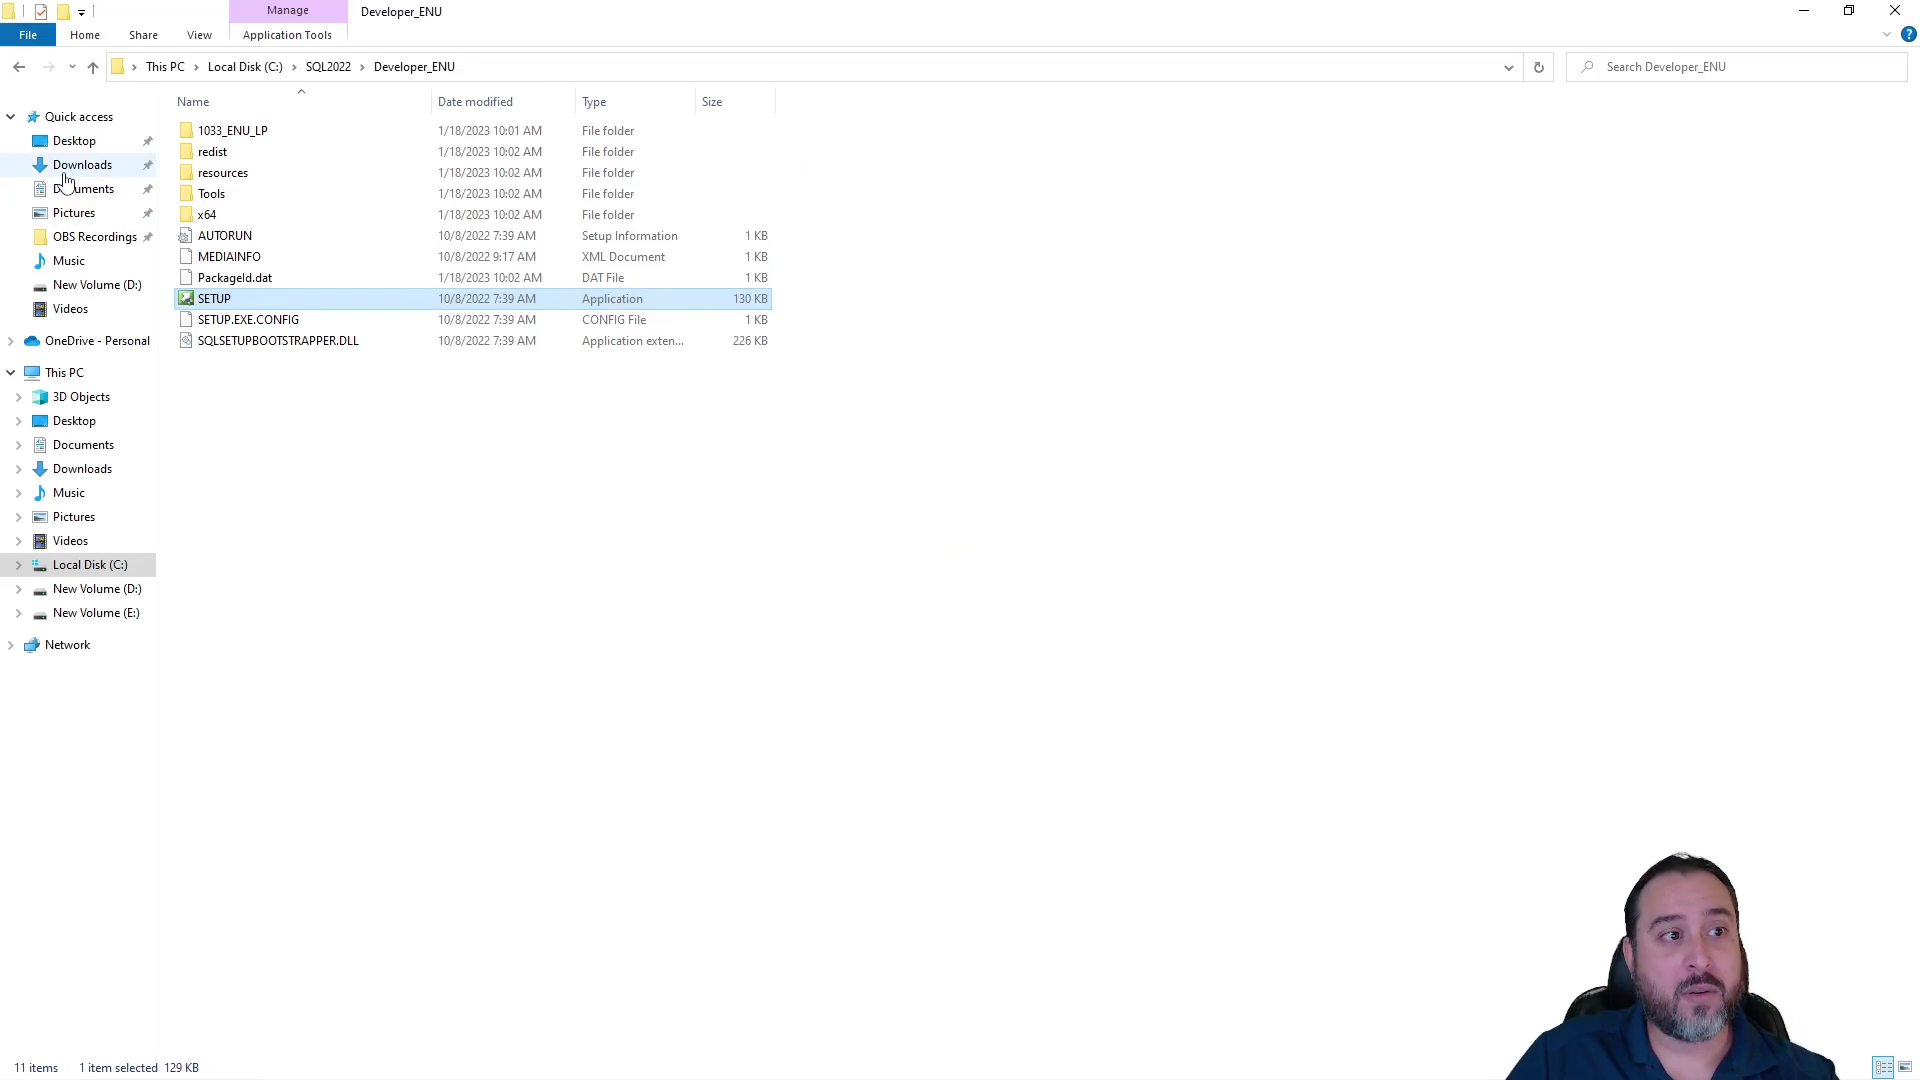 Manage
Developer_ENU
File
Home
Share
View
Application Tools
This PC
Local Disk (C:)
SQL2022
Developer_ENU
Search Developer_ENU
Name
Date modified
Type
Size
Quick access
Desktop
Downloads
Documents
Pictures
OBS Recordings
Music
New Volume (D:)
Videos
OneDrive - Personal
This PC
3D Objects
Desktop
Documents
Downloads
Music
Pictures
Videos
Local Disk (C:)
New Volume (D:)
New Volume (E:)
Network
1033_ENU_LP 1/18/2023 10:01 AM File folder
redist 1/18/2023 10:02 AM File folder
resources 1/18/2023 10:02 AM File folder
Tools 1/18/2023 10:02 AM File folder
x64 1/18/2023 10:02 AM File folder
AUTORUN 10/8/2022 7:39 AM Setup Information 1 KB
MEDIAINFO 10/8/2022 9:17 AM XML Document 1 KB
PackageId.dat 1/18/2023 10:02 AM DAT File 1 KB
SETUP 10/8/2022 7:39 AM Application 130 KB
SETUP.EXE.CONFIG 10/8/2022 7:39 AM CONFIG File 1 KB
SQLSETUPBOOTSTRAPPER.DLL 10/8/2022 7:39 AM Application exten... 226 KB
11 items 1 item selected 129 KB